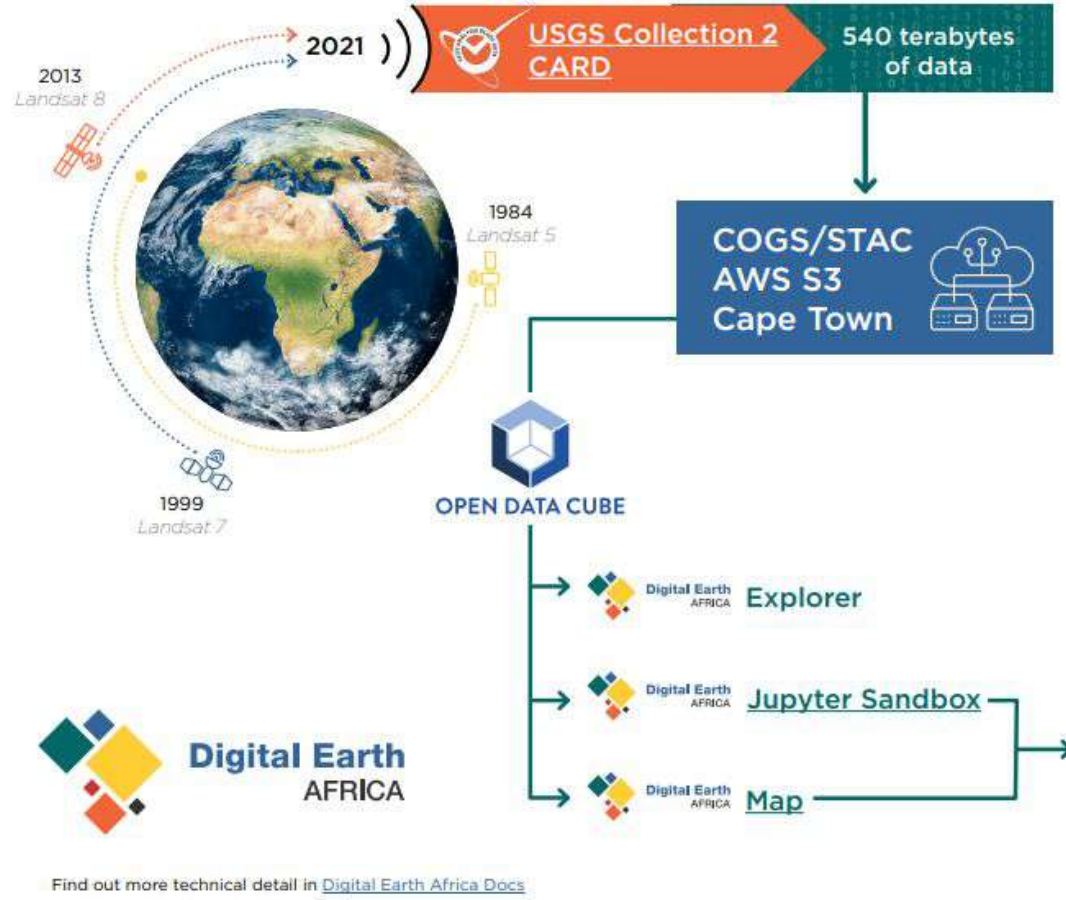 2021
USGS Collection 2
CARD
540 terabytes
of data
2013
Landsat 8
1984
Landsat 5
COGS/STAC
AWS S3
Cape Town
1999
Landsat 7
OPEN DATA CUBE
Digital Earth
AFRICA
Explorer
Digital Earth
AFRICA
Jupyter Sandbox
Digital Earth
AFRICA
Map
Digital Earth
AFRICA
Find out more technical detail in Digital Earth Africa Docs